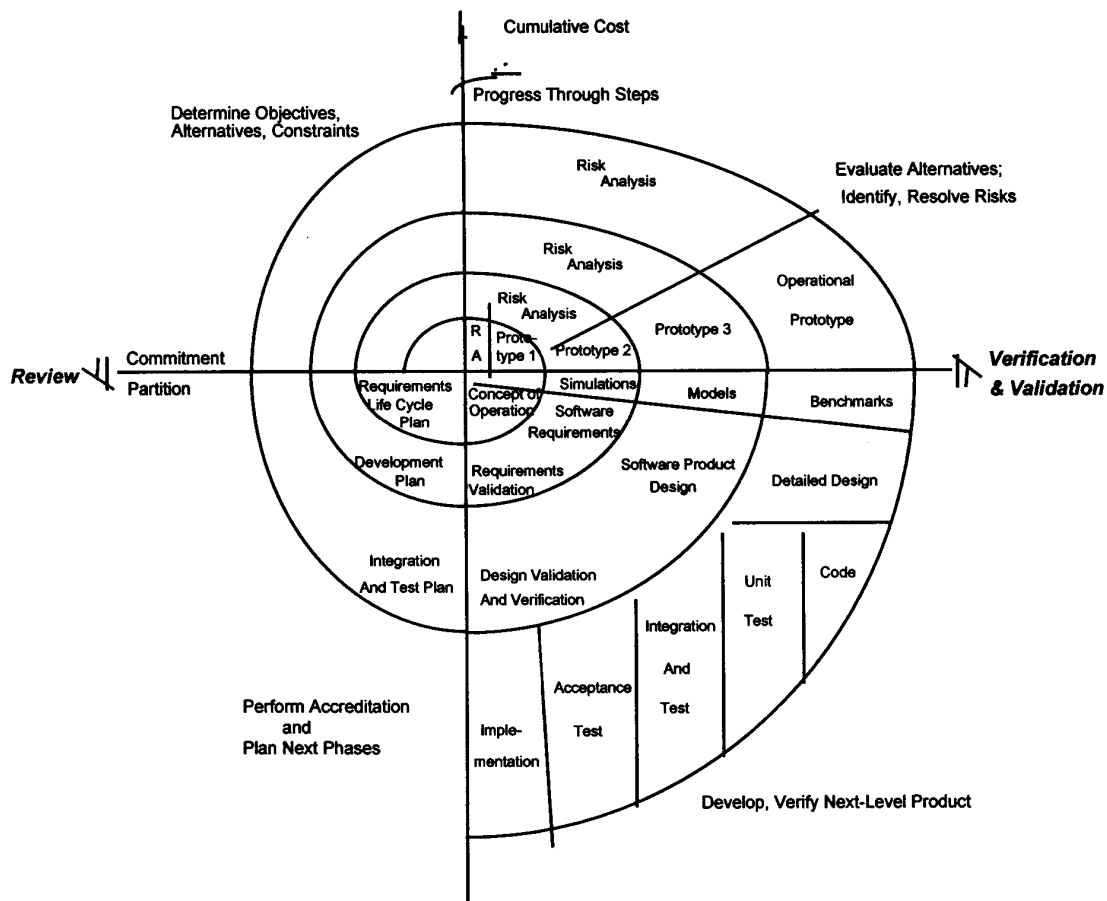 Cumulative Cost
Progress Through Steps
Determine Objectives,
Alternatives, Constraints
Risk
Analysis
Evaluate Alternatives;
Identify, Resolve Risks
Risk
Analysis
Operational
Prototype
Risk
Analysis
R
A
Proto-
type 1
Prototype 2
Prototype 3
Review
Commitment
Partition
Verification
& Validation
Requirements
Life Cycle
Plan
Concept of
Operation
Simulations
Models
Benchmarks
Software
Requirements
Development
Plan
Requirements
Validation
Software Product
Design
Detailed Design
Integration
And Test Plan
Design Validation
And Verification
Code
Unit
Test
Integration
And
Test
Acceptance
Test
Imple-
mentation
Perform Accreditation
and
Plan Next Phases
Develop, Verify Next-Level Product